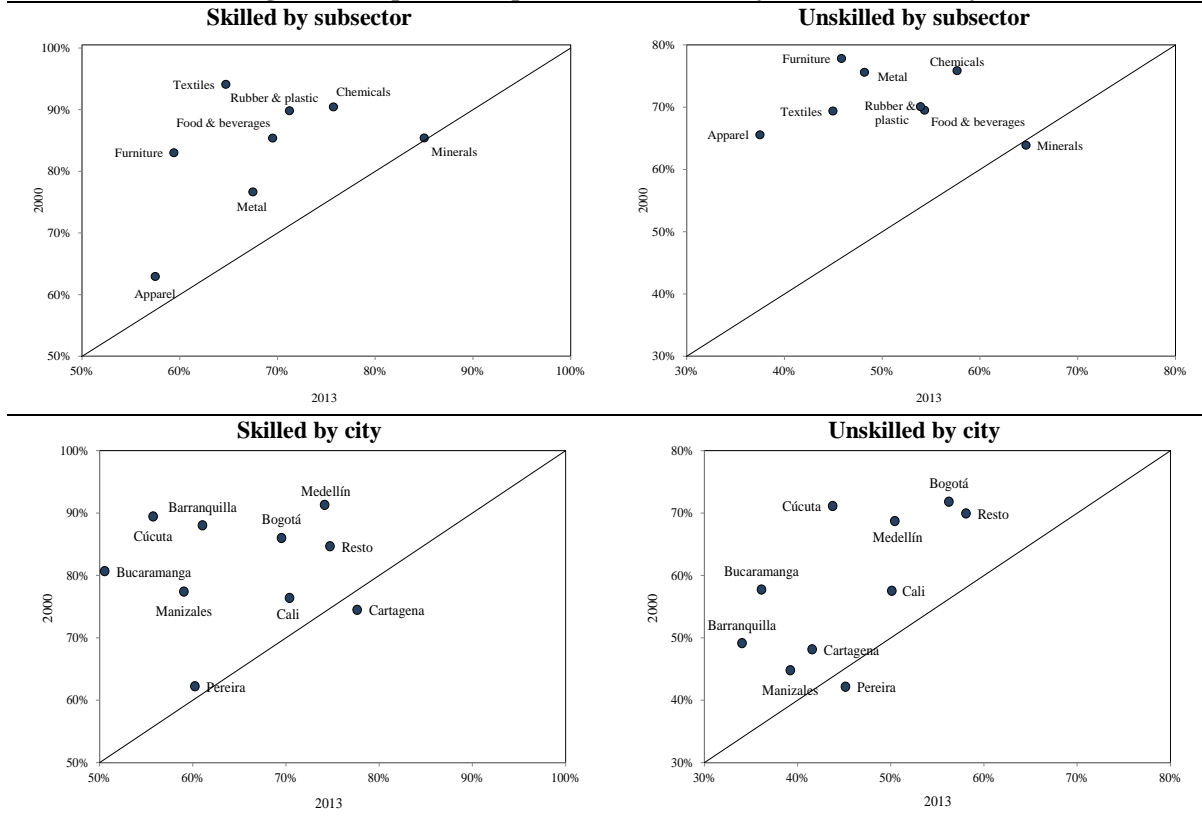 Skilled by subsector
100%
90%
80%
70%
60%
50%
2000
Textiles
Rubber & plastic
Chemicals
Food & beverages
Furniture
Minerals
Metal
Apparel
50%
60%
70%
80%
90%
100%
2013
Unskilled by subsector
80%
70%
60%
50%
40%
30%
2000
Furniture
Metal
Chemicals
Textiles
Rubber &
plastic
Food & beverages
Apparel
Minerals
30%
40%
50%
60%
70%
80%
2013
Skilled by city
100%
90%
80%
70%
60%
50%
2000
Medellín
Barranquilla
Cúcuta
Bogotá
Resto
Bucaramanga
Manizales
Cali
Cartagena
Pereira
50%
60%
70%
80%
90%
100%
2013
Unskilled by city
80%
70%
60%
50%
40%
30%
2000
Bogotá
Cúcuta
Resto
Medellín
Bucaramanga
Cali
Barranquilla
Cartagena
Manizales
Pereira
30%
40%
50%
60%
70%
80%
2013